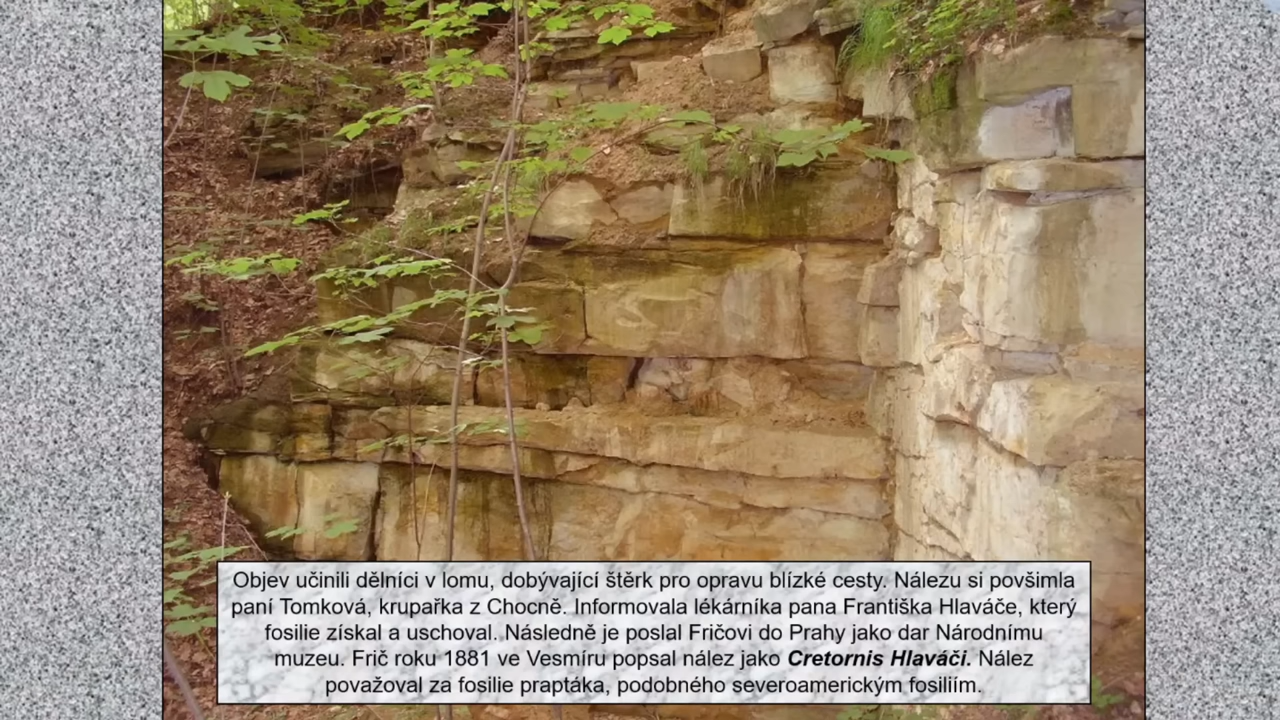 Objev učinili dělníci v lomu, dobývající štěrk pro opravu blízké cesty. Nálezu si povšimla
paní Tomková, krupařka z Chocně. Informovala lékárníka pana Františka Hlaváče, který
fosilie získal a uschoval. Následně je poslal Fričovi do Prahy jako dar Národnímu
muzeu. Frič roku 1881 ve Vesmíru popsal nález jako Cretornis Hlaváči. Nález
považoval za fosilie praptáka, podobného severoamerickým fosiliím.